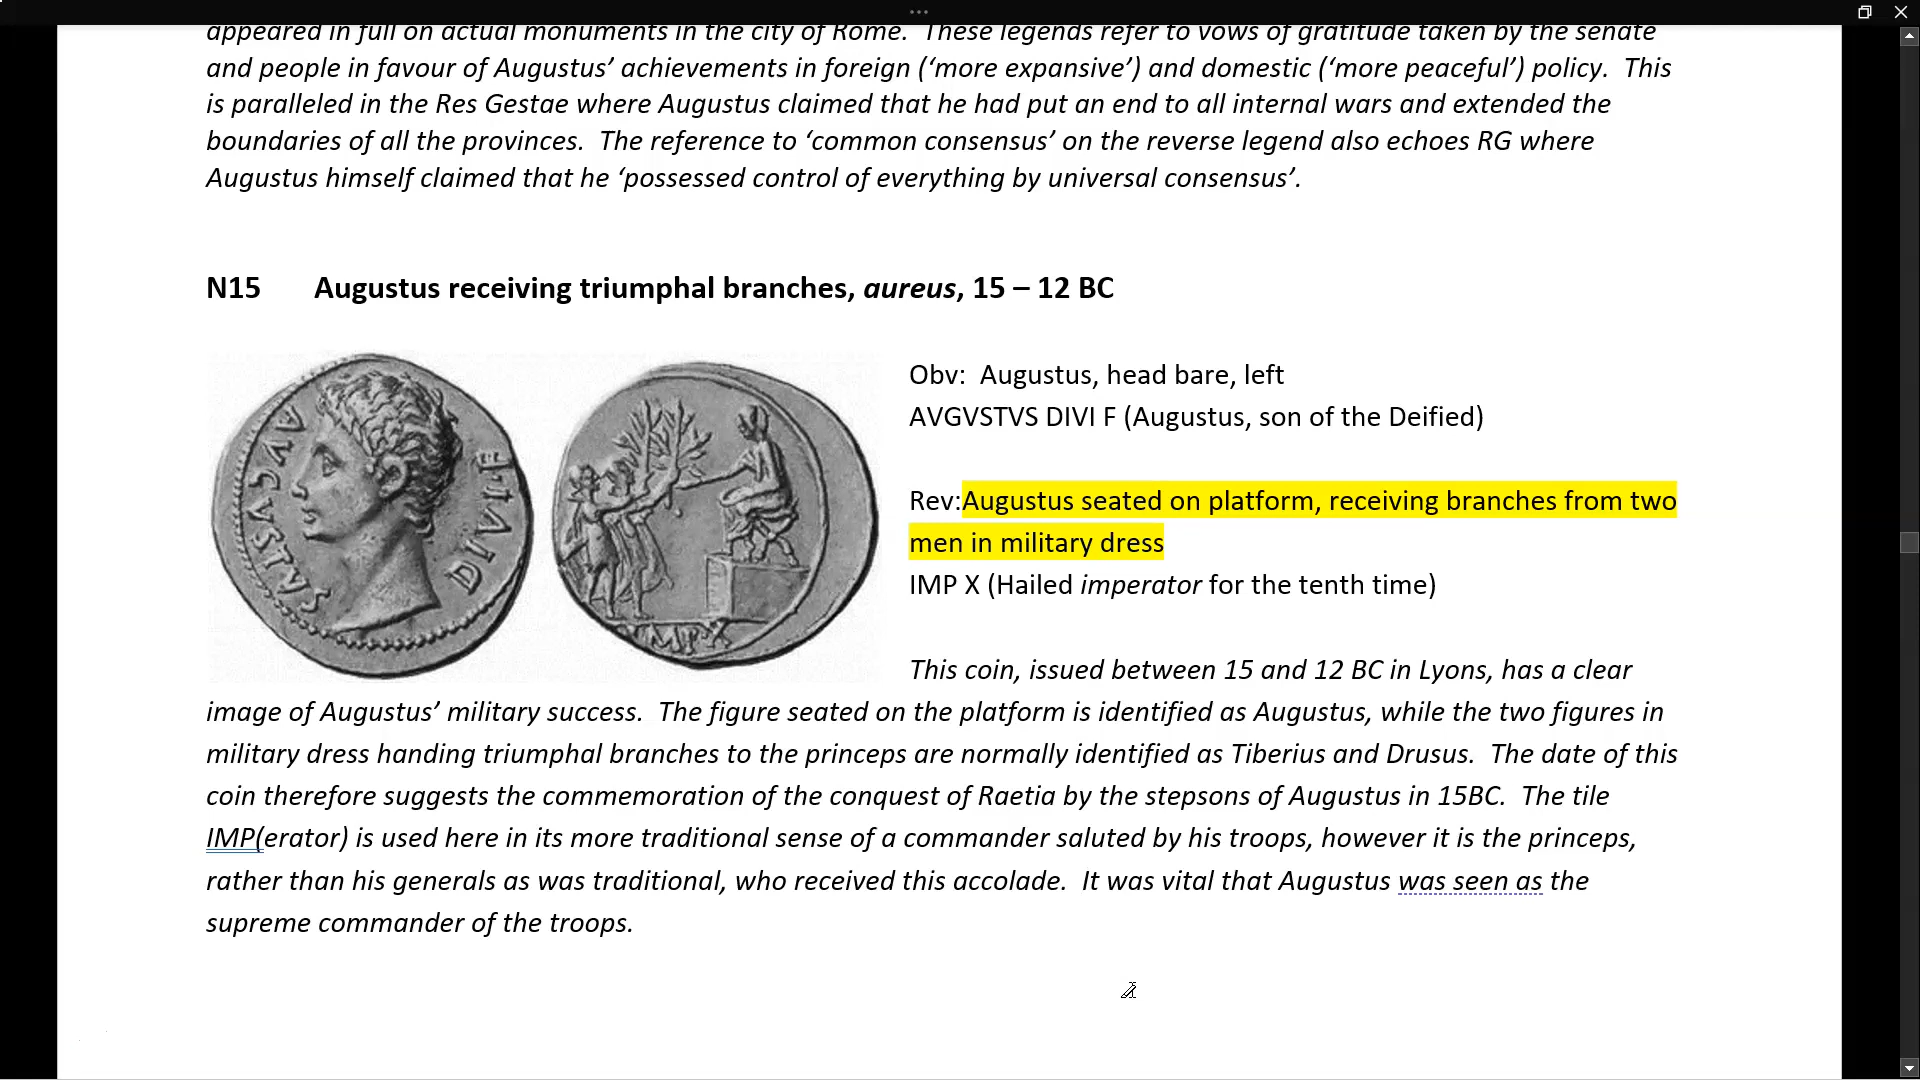 appeared in full on actual monuments in the city of Rome. These legends refer to vows of gratitude taken by the senate
and people in favour of Augustus’ achievements in foreign (‘more expansive’) and domestic (‘more peaceful’) policy. This
is paralleled in the Res Gestae where Augustus claimed that he had put an end to all internal wars and extended the
boundaries of all the provinces. The reference to ‘common consensus’ on the reverse legend also echoes RG where
Augustus himself claimed that he ‘possessed control of everything by universal consensus’.
N15 Augustus receiving triumphal branches, aureus, 15 – 12 BC
AVGVSTVS
DIVI·F
IMP·X
Obv: Augustus, head bare, left
AVGVSTVS DIVI F (Augustus, son of the Deified)
Rev:Augustus seated on platform, receiving branches from two
men in military dress
IMP X (Hailed imperator for the tenth time)
This coin, issued between 15 and 12 BC in Lyons, has a clear
image of Augustus’ military success. The figure seated on the platform is identified as Augustus, while the two figures in
military dress handing triumphal branches to the princeps are normally identified as Tiberius and Drusus. The date of this
coin therefore suggests the commemoration of the conquest of Raetia by the stepsons of Augustus in 15BC. The tile
IMP(erator) is used here in its more traditional sense of a commander saluted by his troops, however it is the princeps,
rather than his generals as was traditional, who received this accolade. It was vital that Augustus was seen as the
supreme commander of the troops.